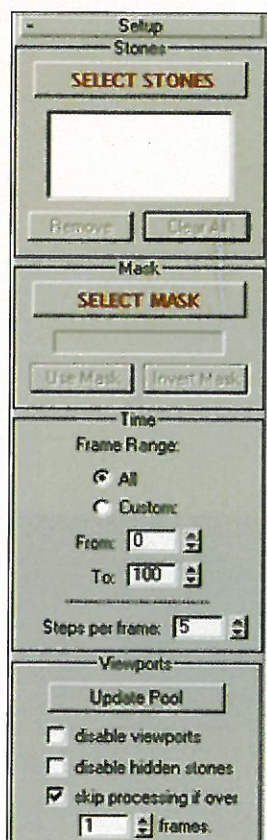 - Setup
Stones
SELECT STONES
Remove Clear All
Mask
SELECT MASK
Use Mask Invert Mask
Time
Frame Range:
All
Custom:
From: 0
To: 100
Steps per frame: 5
Viewports
Update Pool
disable viewports
disable hidden stones
skip processing if over
1 frames.